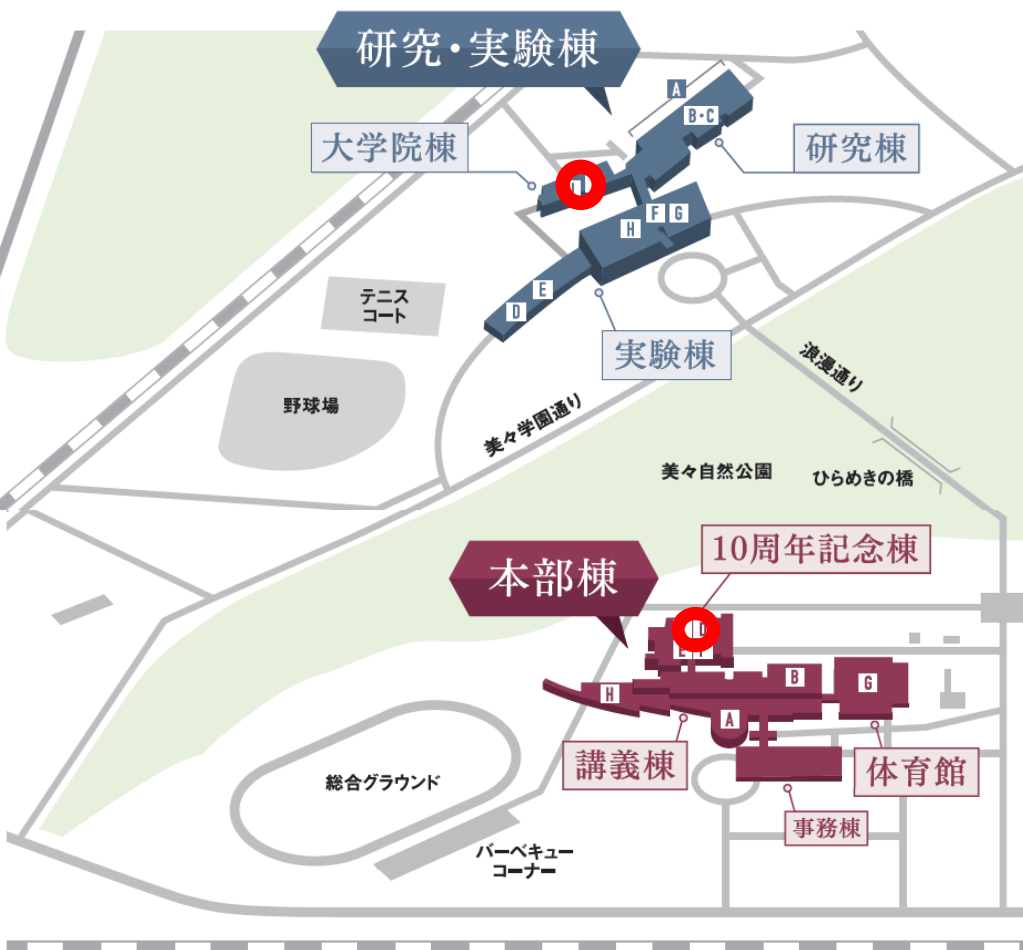 研究・実験棟
A
B・C
大学院棟
研究棟
F G
H
E
D
テニス
コート
実験棟
野球場
浪漫通り
美々学園通り
美々自然公園
ひらめきの橋
10周年記念棟
本部棟
D
B
G
H
A
講義棟
体育館
総合グラウンド
事務棟
バーベキュー
コーナー